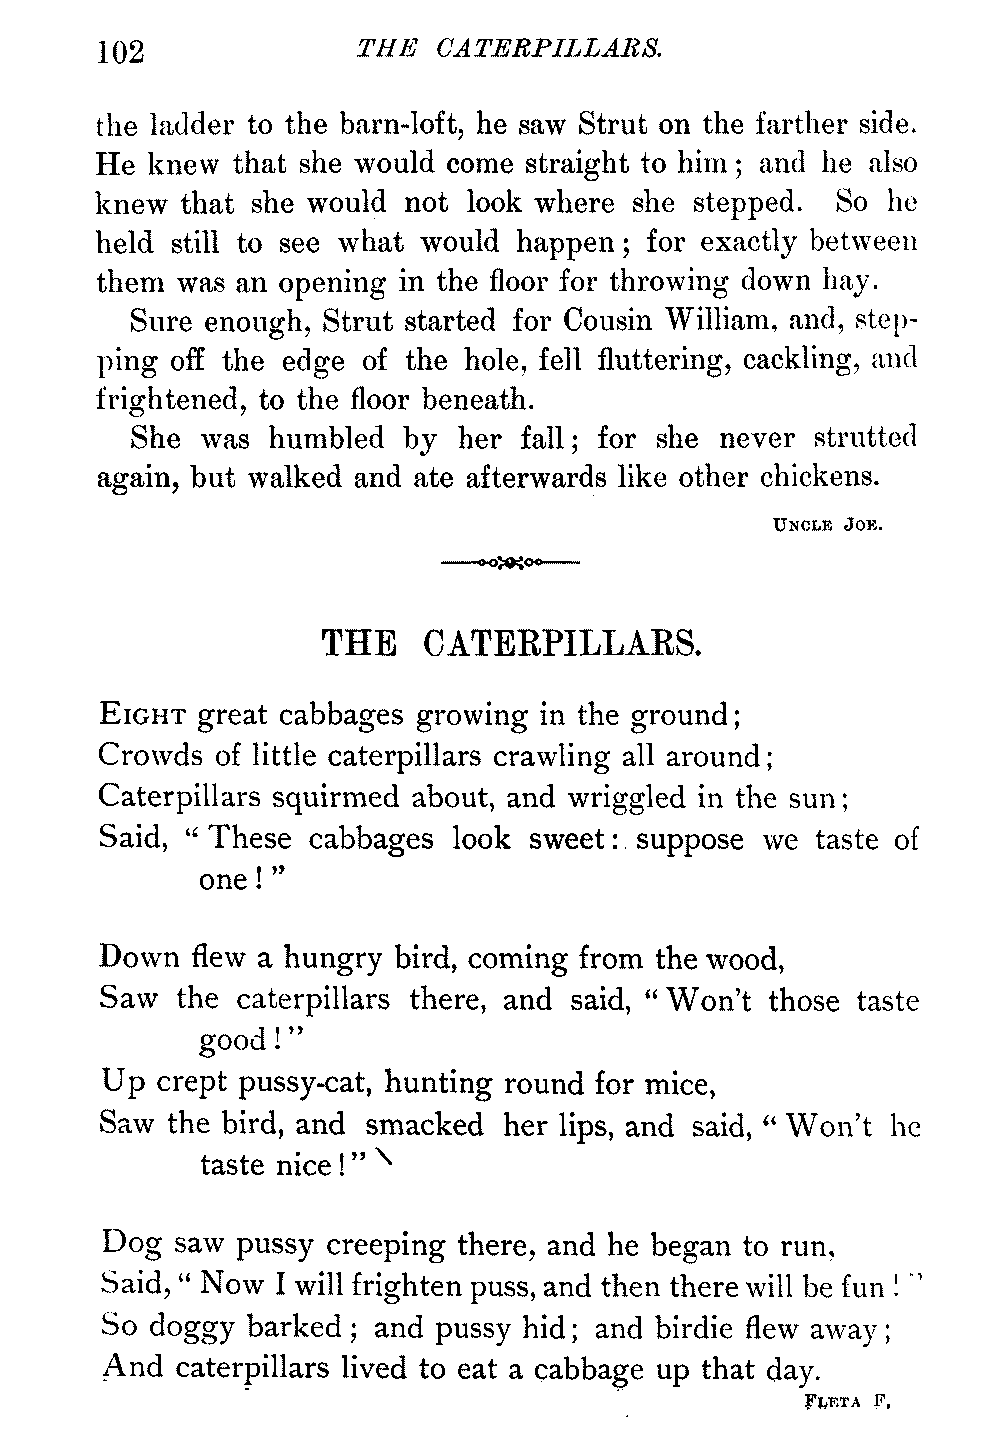 102 THE CATERPILLARS.
the ladder to the barn-loft, he saw Strut on the farther side.
He knew that she would come straight to him; and he also
knew that she would not look where she stepped. So he
held still to see what would happen; for exactly between
them was an opening in the floor for throwing down hay.
Sure enough, Strut started for Cousin William, and, step-
ping off the edge of the hole, fell fluttering, cackling, and
frightened, to the floor beneath.
She was humbled by her fall; for she never strutted
again, but walked and ate afterwards like other chickens.
UNCLE JOE.
THE CATERPILLARS.
EIGHT great cabbages growing in the ground;
Crowds of little caterpillars crawling all around;
Caterpillars squirmed about, and wriggled in the sun;
Said, "These cabbages look sweet: suppose we taste of
one!"
Down flew a hungry bird, coming from the wood,
Saw the caterpillars there, and said, "Won't those taste
good!"
Up crept pussy-cat, hunting round for mice,
Saw the bird, and smacked her lips, and said, "Won't he
taste nice!"
Dog saw pussy creeping there, and he began to run,
Said, "Now I will frighten puss, and then there will be fun!"
So doggy barked; and pussy hid; and birdie flew away;
And caterpillars lived to eat a cabbage up that day.
FLETA F.